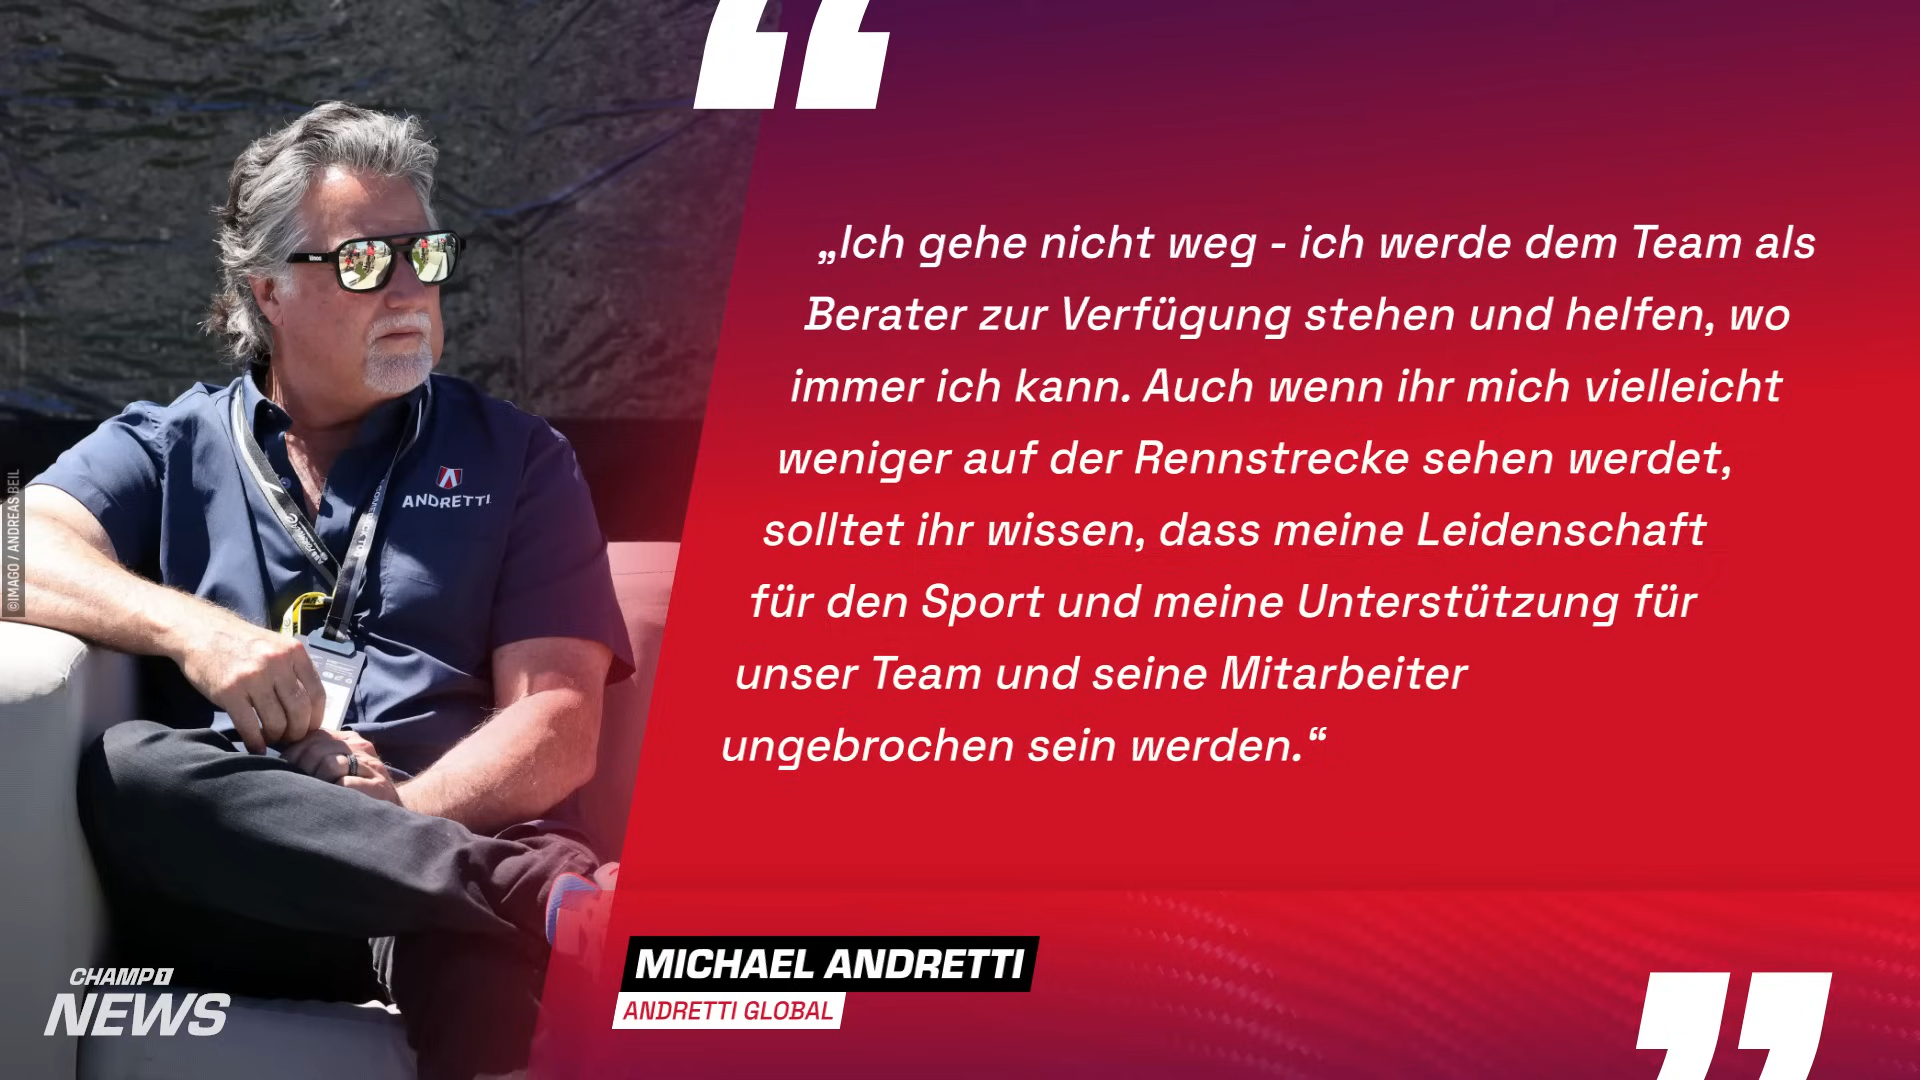 „Ich gehe nicht weg - ich werde dem Team als
Berater zur Verfügung stehen und helfen, wo
immer ich kann. Auch wenn ihr mich vielleicht
weniger auf der Rennstrecke sehen werdet,
solltet ihr wissen, dass meine Leidenschaft
für den Sport und meine Unterstützung für
unser Team und seine Mitarbeiter
ungebrochen sein werden.“
MICHAEL ANDRETTI
ANDRETTI GLOBAL
ANDRETTI
©IMAGO / ANDREAS BEIL
CHAMP1
NEWS